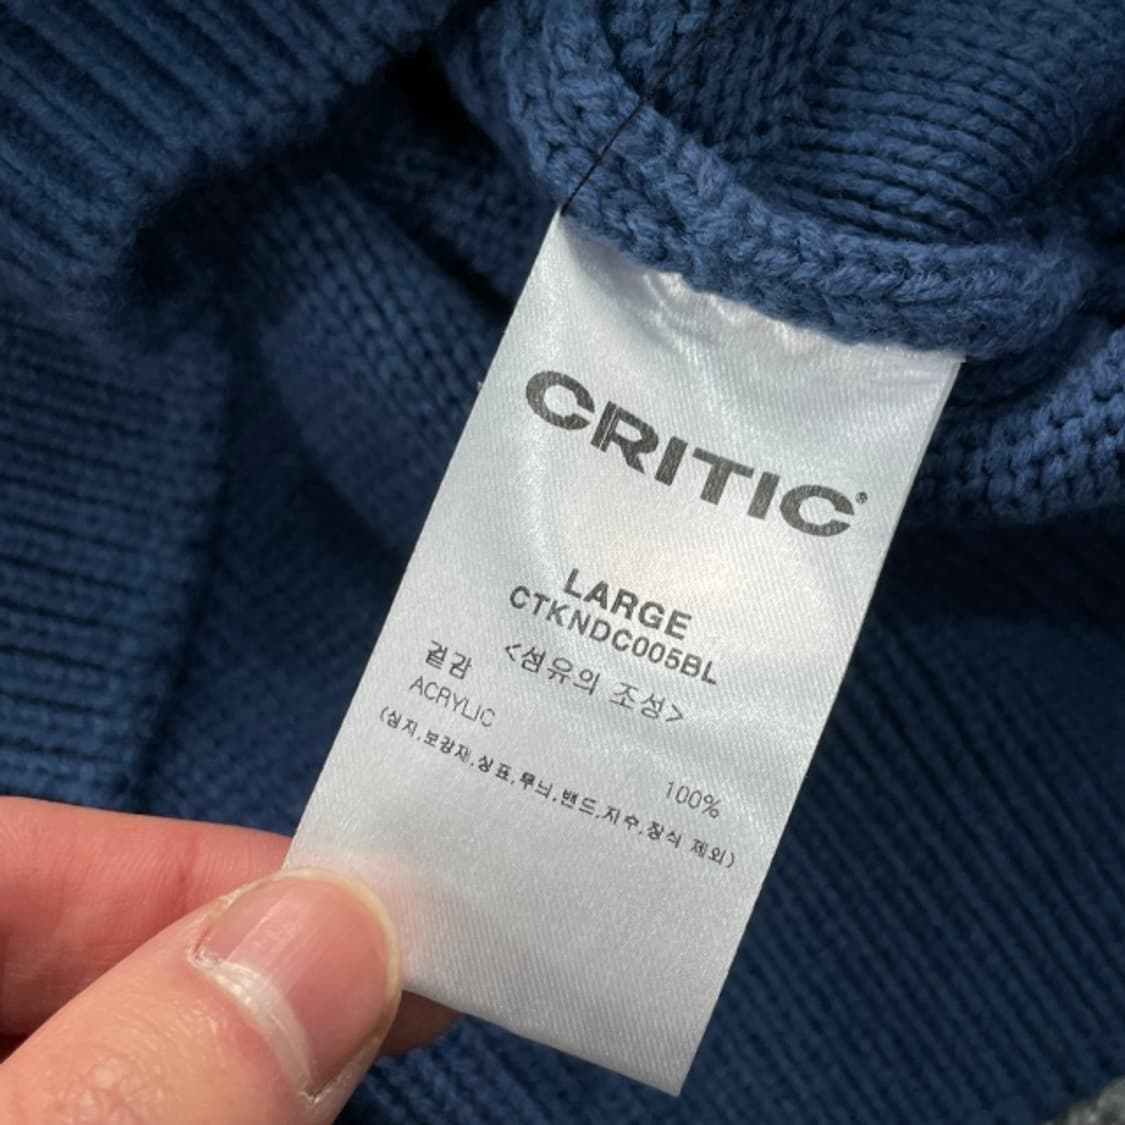 CRITIC®
LARGE
CTKNDC005BL
<섬유의 조성>
겉감
ACRYLIC 100%
(심지,보강재,상표,무늬,밴드,자수,장식 제외)